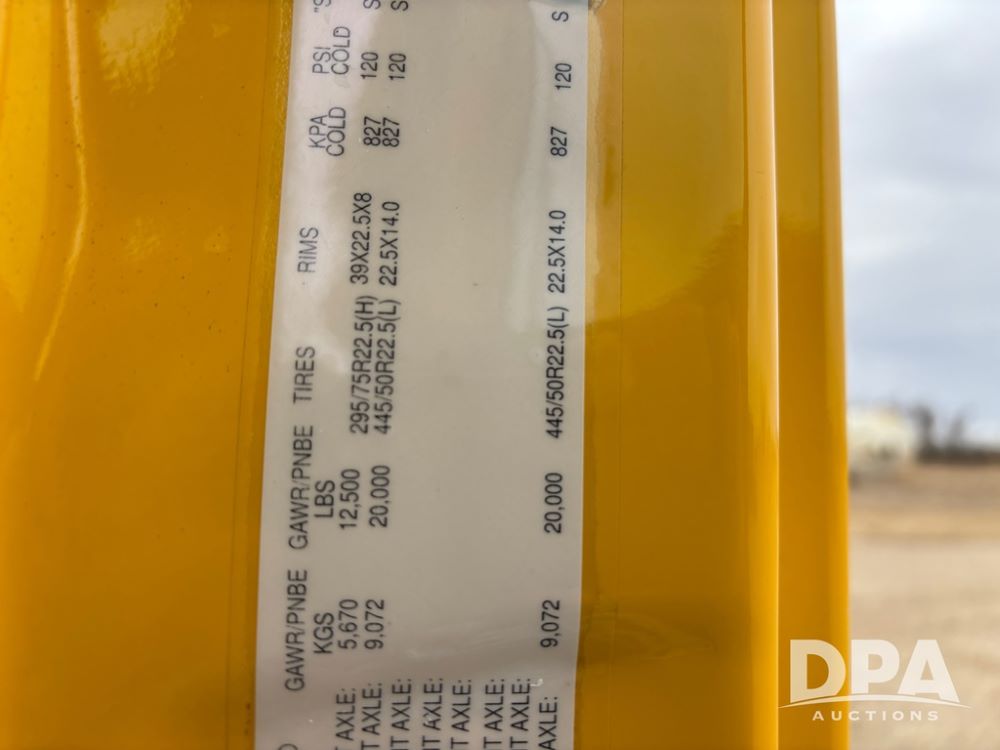 GAWR/PNBE GAWR/PNBE TIRES RIMS KPA PSI
KGS LBS COLD COLD
AXLE: 5,670 12,500 295/75R22.5(H) 39X22.5X8 827 120 S
AXLE: 9,072 20,000 445/50R22.5(L) 22.5X14.0 827 120 S
AXLE:
AXLE:
AXLE:
AXLE:
AXLE:
AXLE: 9,072 20,000 445/50R22.5(L) 22.5X14.0 827 120 S
DPA
AUCTIONS